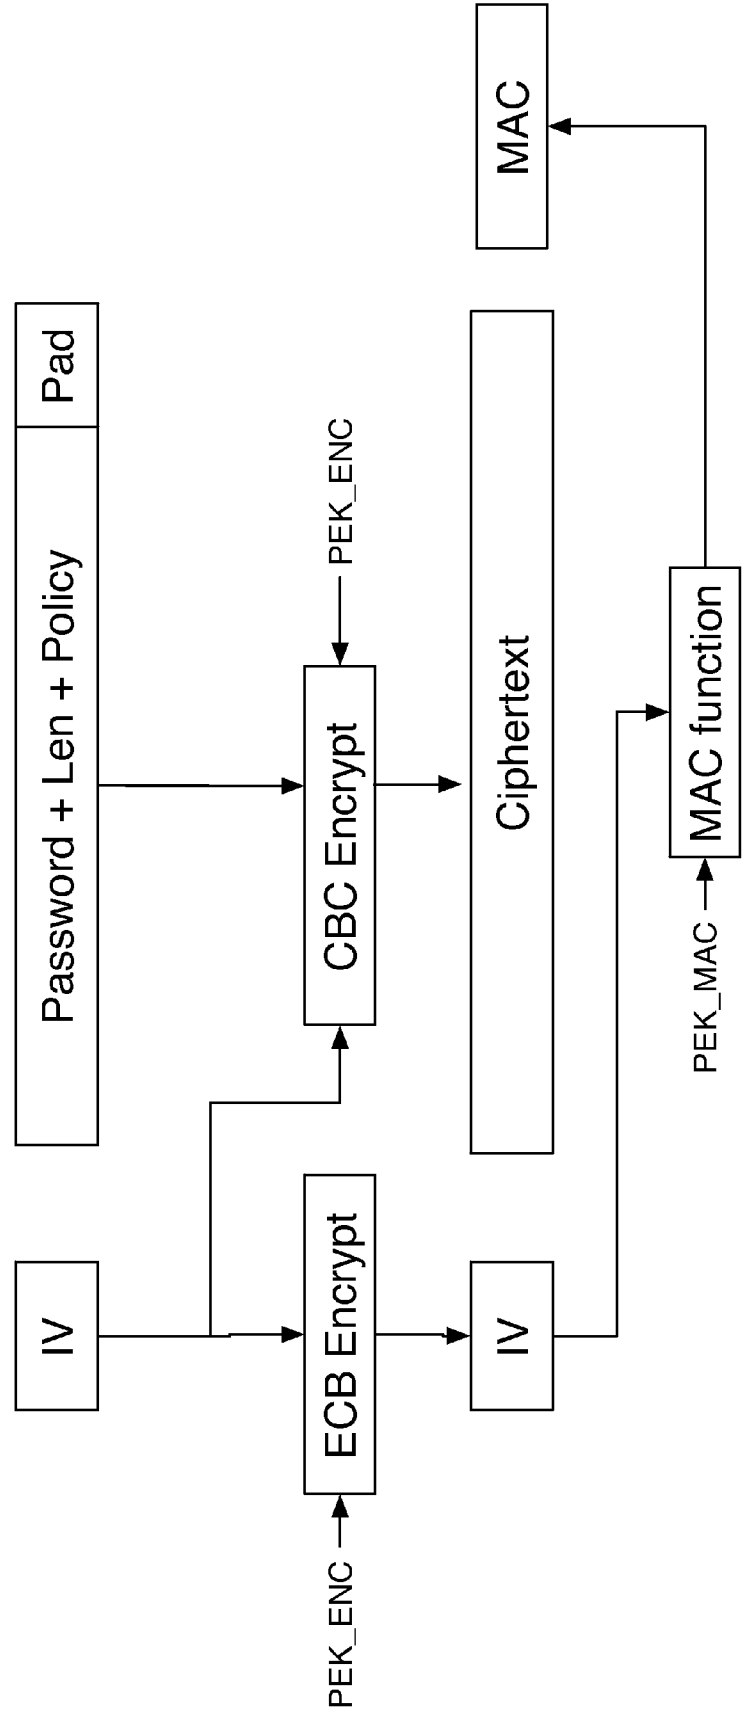 IV
Password + Len + Policy
Pad
PEK_ENC
ECB Encrypt
CBC Encrypt
PEK_ENC
IV
Ciphertext
MAC
PEK_MAC
MAC function